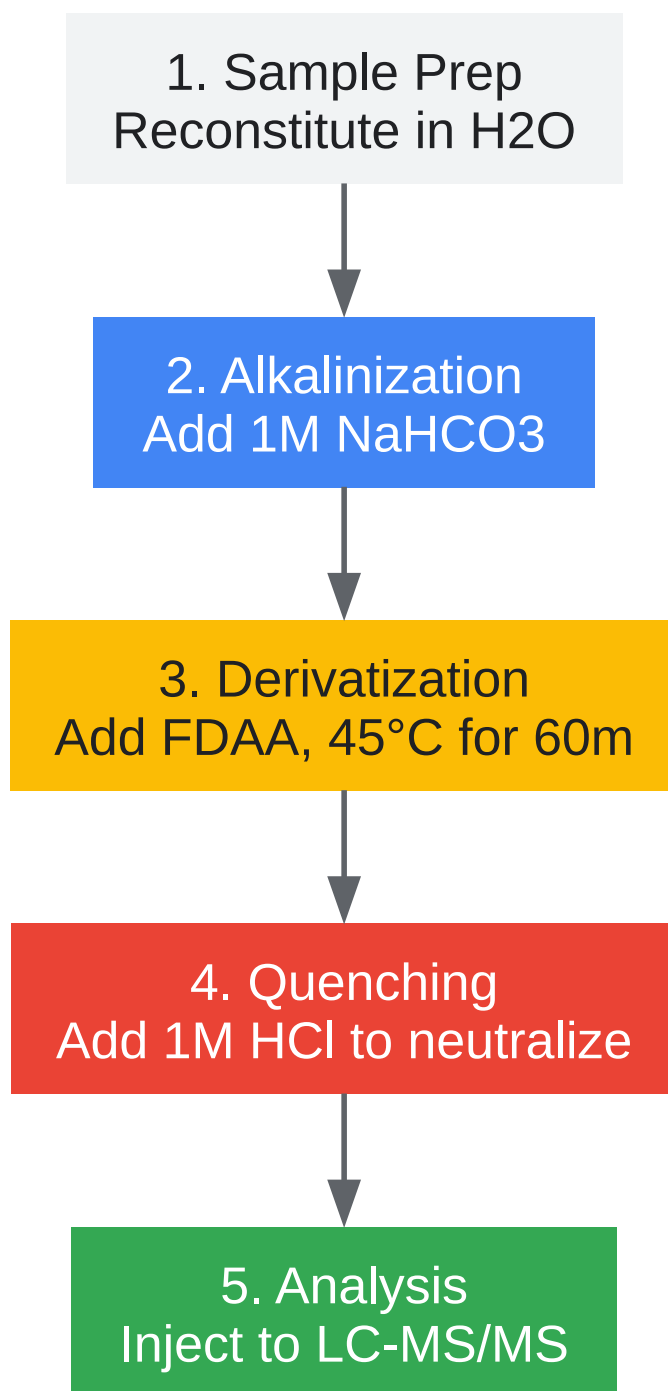 1. Sample Prep
Reconstitute in H2O
2. Alkalinization
Add 1M NaHCO3
3. Derivatization
Add FDAA, 45°C for 60m
4. Quenching
Add 1M HCl to neutralize
5. Analysis
Inject to LC-MS/MS